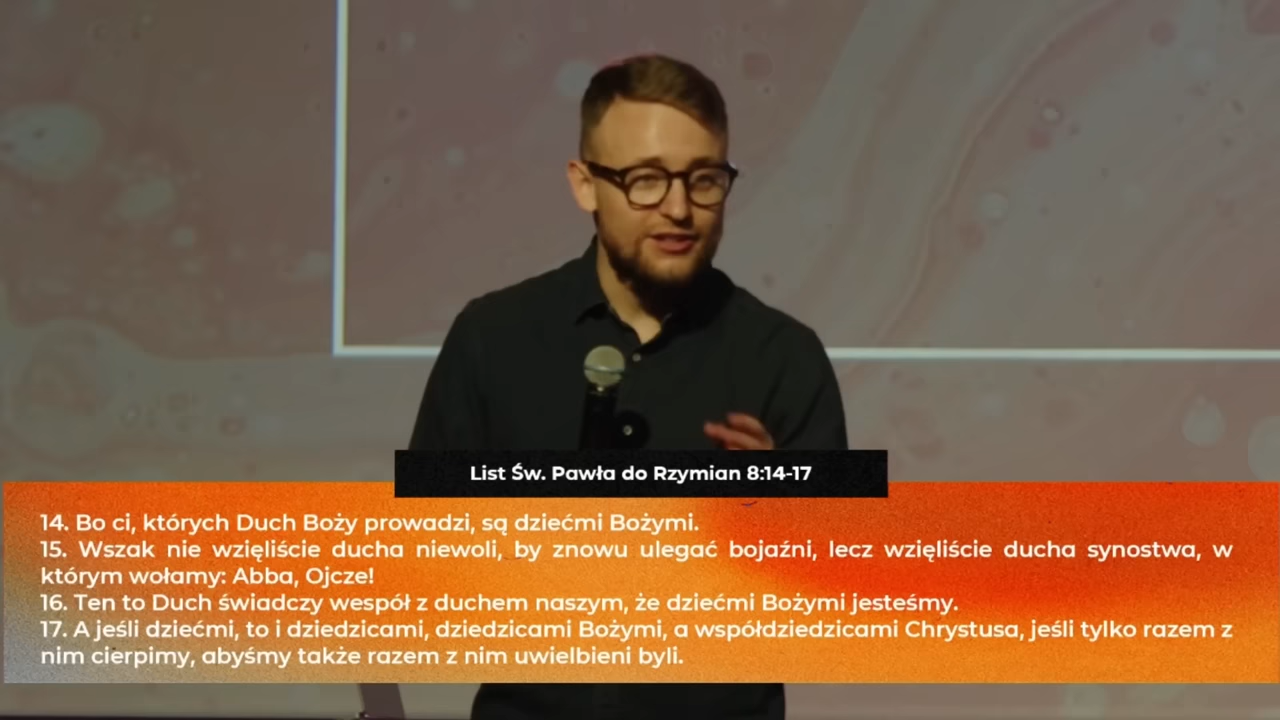 List Św. Pawła do Rzymian 8:14-17
14. Bo ci, których Duch Boży prowadzi, są dziećmi Bożymi.
15. Wszak nie wzięliście ducha niewoli, by znowu ulegać bojaźni, lecz wzięliście ducha synostwa, w
którym wołamy: Abba, Ojcze!
16. Ten to Duch świadczy wespół z duchem naszym, że dziećmi Bożymi jesteśmy.
17. A jeśli dziećmi, to i dziedzicami, dziedzicami Bożymi, a współdziedzicami Chrystusa, jeśli tylko razem z
nim cierpimy, abyśmy także razem z nim uwielbieni byli.